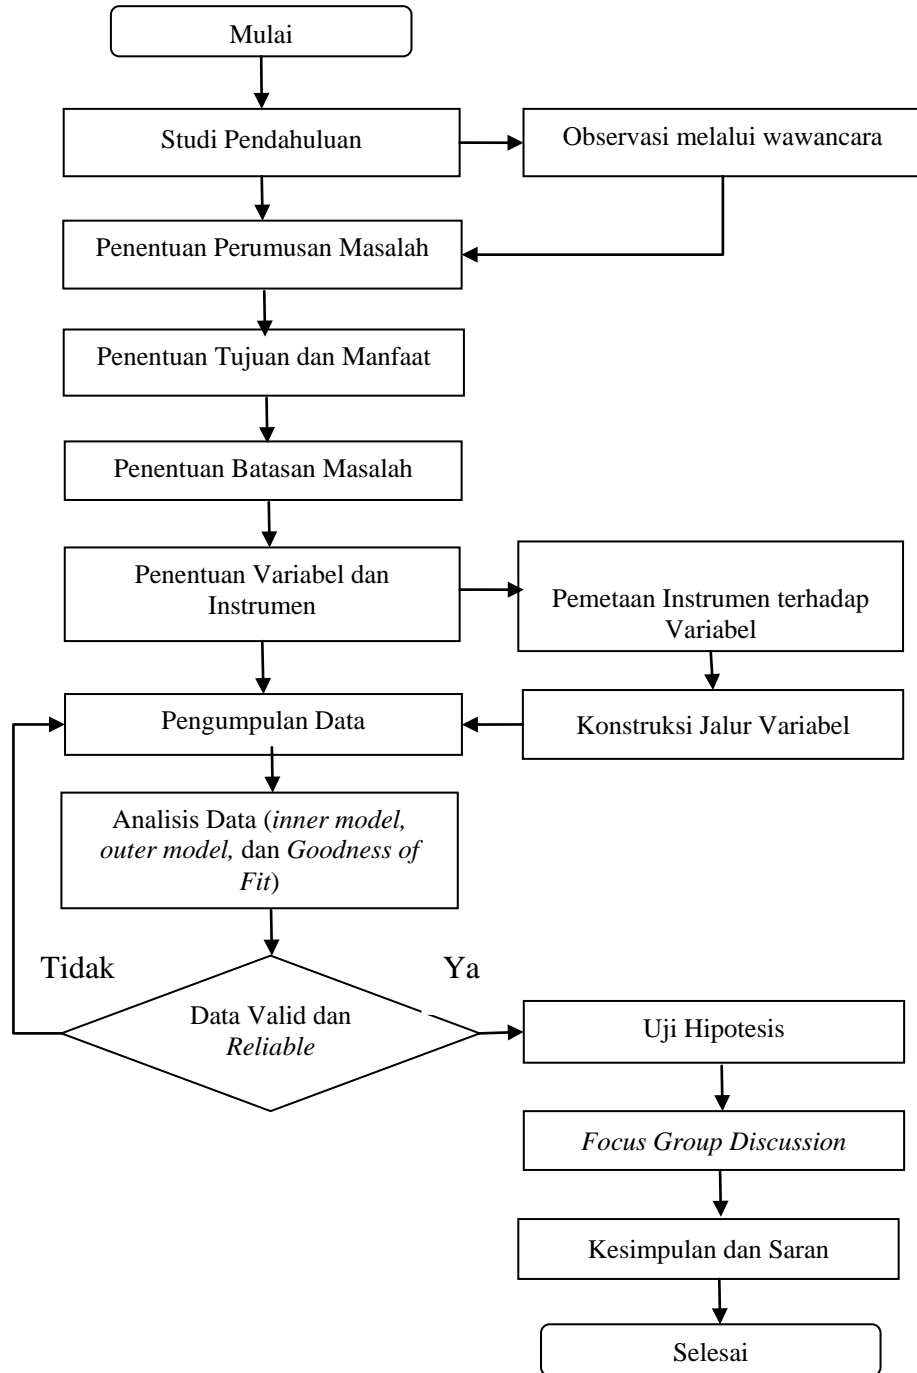 Mulai
Studi Pendahuluan
Observasi melalui wawancara
Penentuan Perumusan Masalah
Penentuan Tujuan dan Manfaat
Penentuan Batasan Masalah
Penentuan Variabel dan
Instrumen
Pemetaan Instrumen terhadap
Variabel
Pengumpulan Data
Konstruksi Jalur Variabel
Analisis Data (inner model,
outer model, dan Goodness of
Fit)
Tidak
Ya
Data Valid dan
Reliable
Uji Hipotesis
Focus Group Discussion
Kesimpulan dan Saran
Selesai